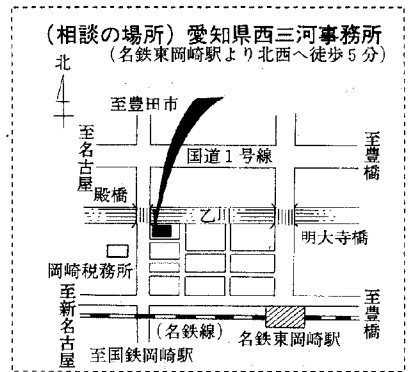 （相談の場所）愛知県西三河事務所
（名鉄東岡崎駅より北西へ徒歩５分）
北
至豊田市
至名古屋
国道１号線
至豊橋
殿橋
乙川
明大寺橋
岡崎税務所
至新名古屋
至豊橋
（名鉄線）
名鉄東岡崎駅
至国鉄岡崎駅